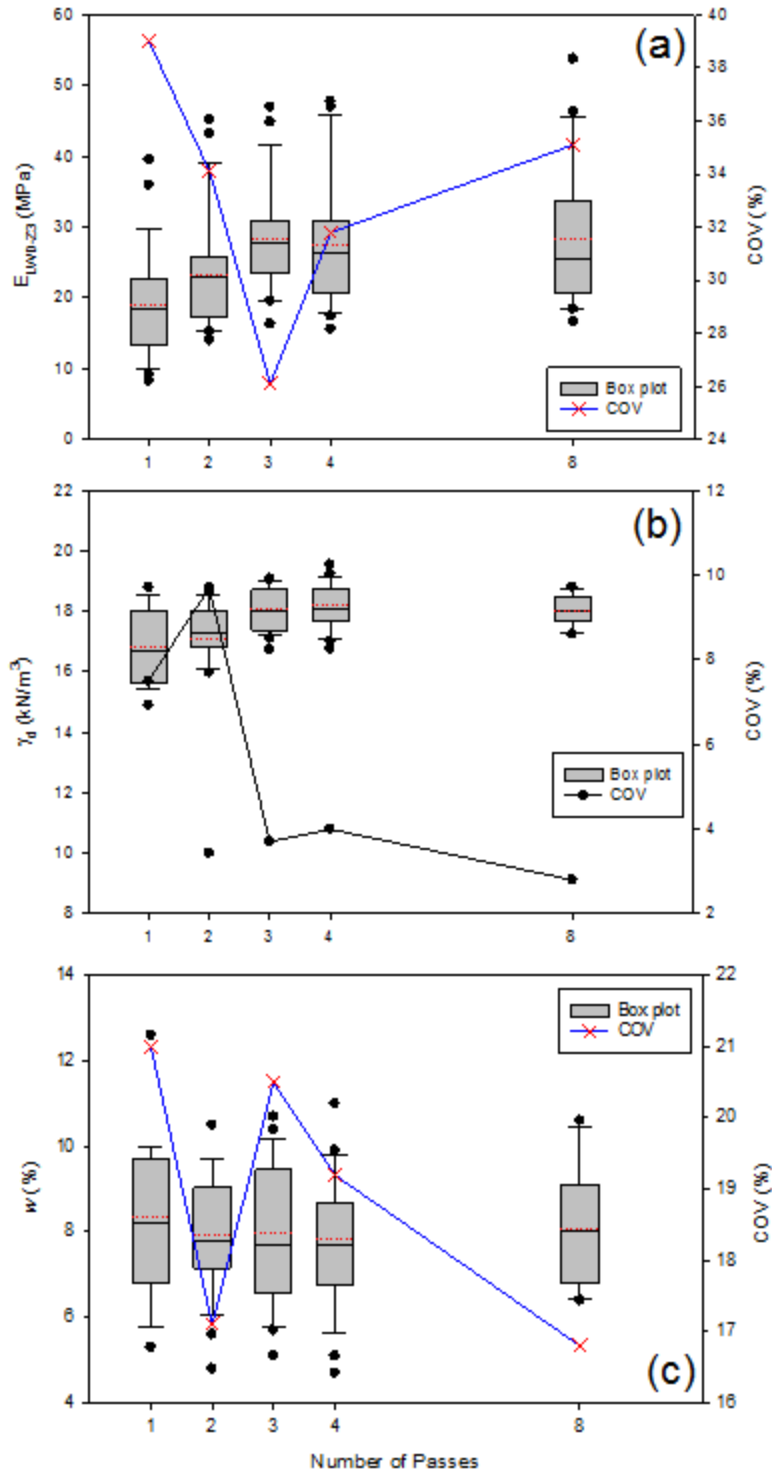 (a)
E_LWD-Z3 (MPa)
60
50
40
30
20
10
0
COV (%)
40
38
36
34
32
30
28
26
24
Box plot
COV
1 2 3 4 8
(b)
γd (kN/m³)
22
20
18
16
14
12
10
8
COV (%)
12
10
8
6
4
2
Box plot
COV
1 2 3 4 8
(c)
w (%)
14
12
10
8
6
4
COV (%)
22
21
20
19
18
17
16
Box plot
COV
1 2 3 4 8
Number of Passes